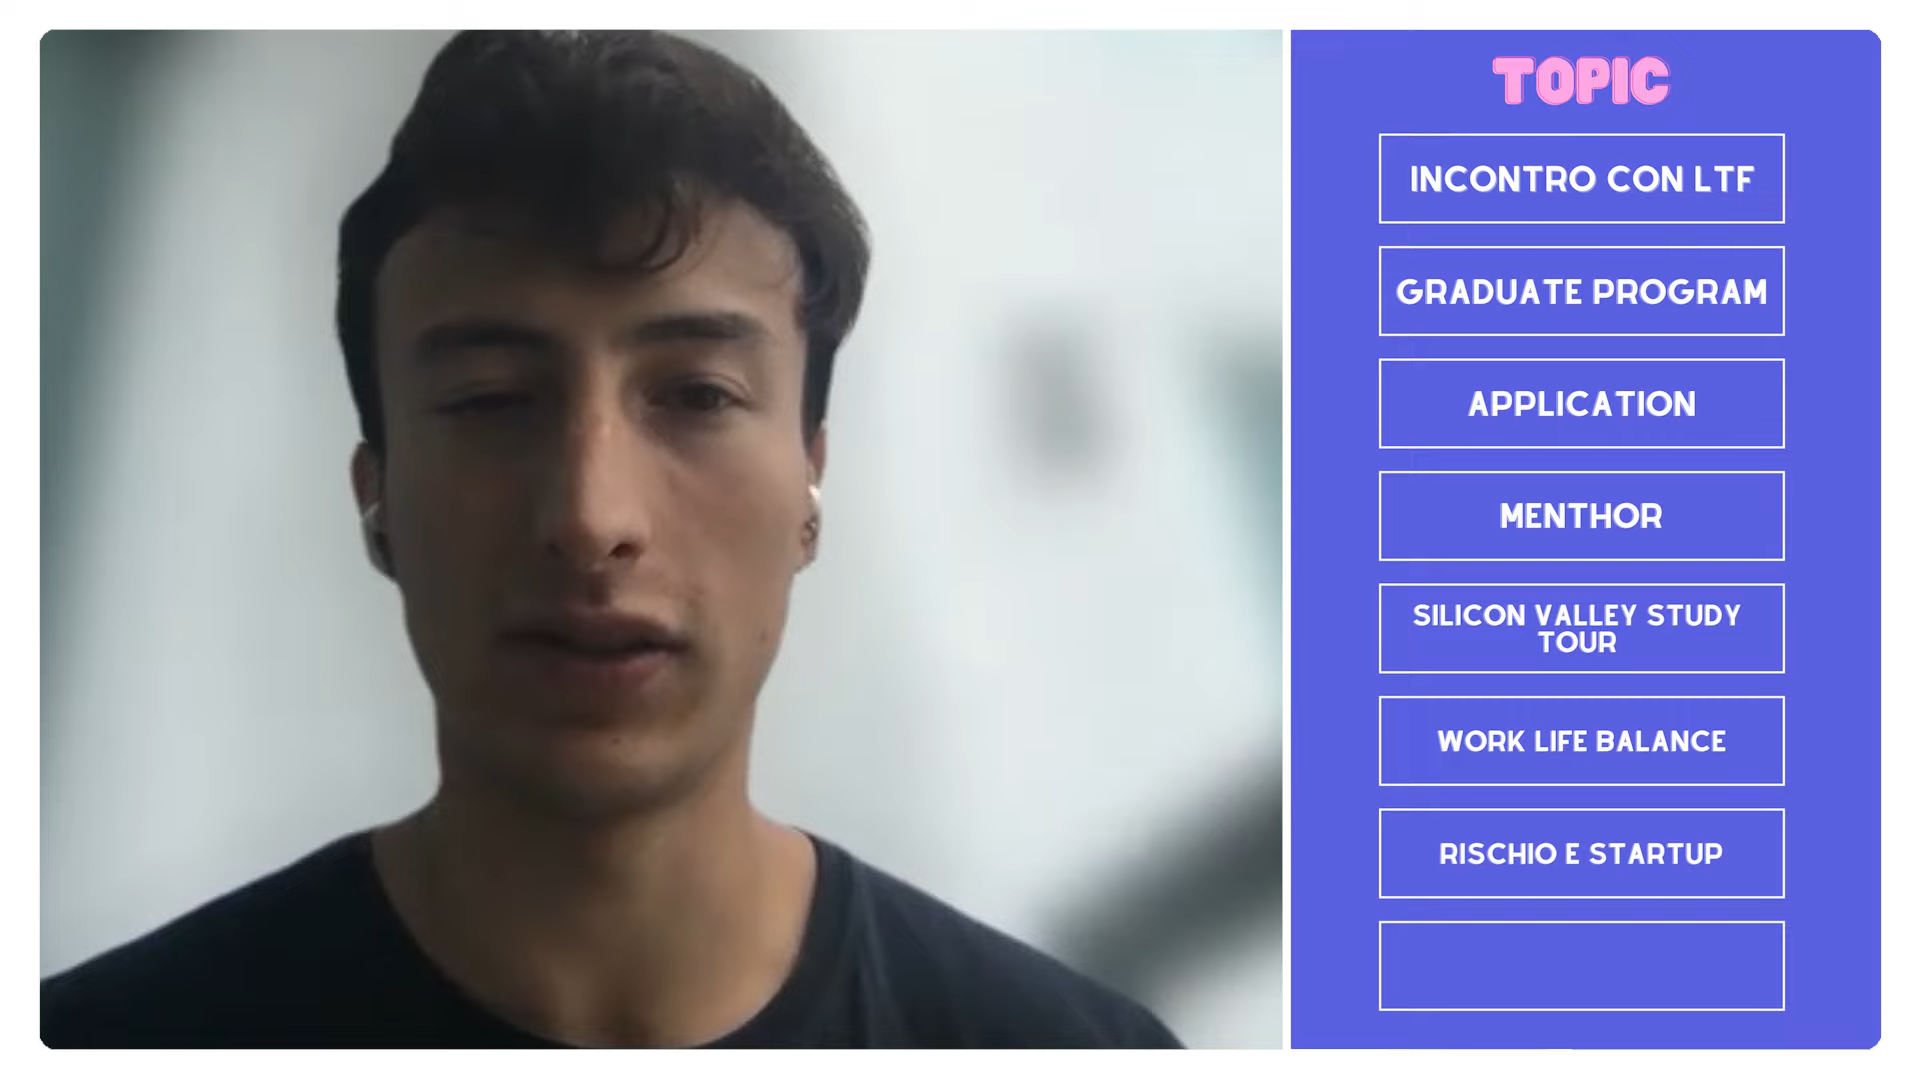 TOPIC
INCONTRO CON LTF
GRADUATE PROGRAM
APPLICATION
MENTHOR
SILICON VALLEY STUDY
TOUR
WORK LIFE BALANCE
RISCHIO E STARTUP